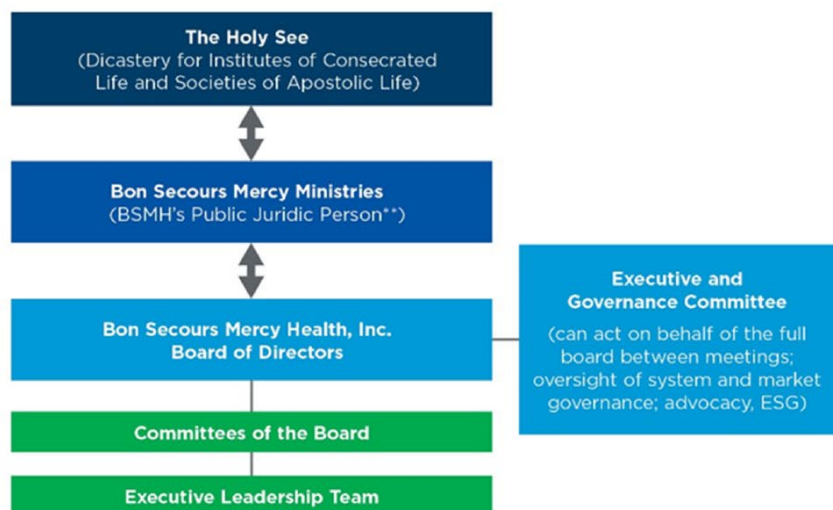 The Holy See
(Dicastery for Institutes of Consecrated
Life and Societies of Apostolic Life)
Bon Secours Mercy Ministries
(BSMH's Public Juridic Person**)
Bon Secours Mercy Health, Inc.
Board of Directors
Executive and
Governance Committee
(can act on behalf of the full
board between meetings;
oversight of system and market
governance; advocacy, ESG)
Committees of the Board
Executive Leadership Team